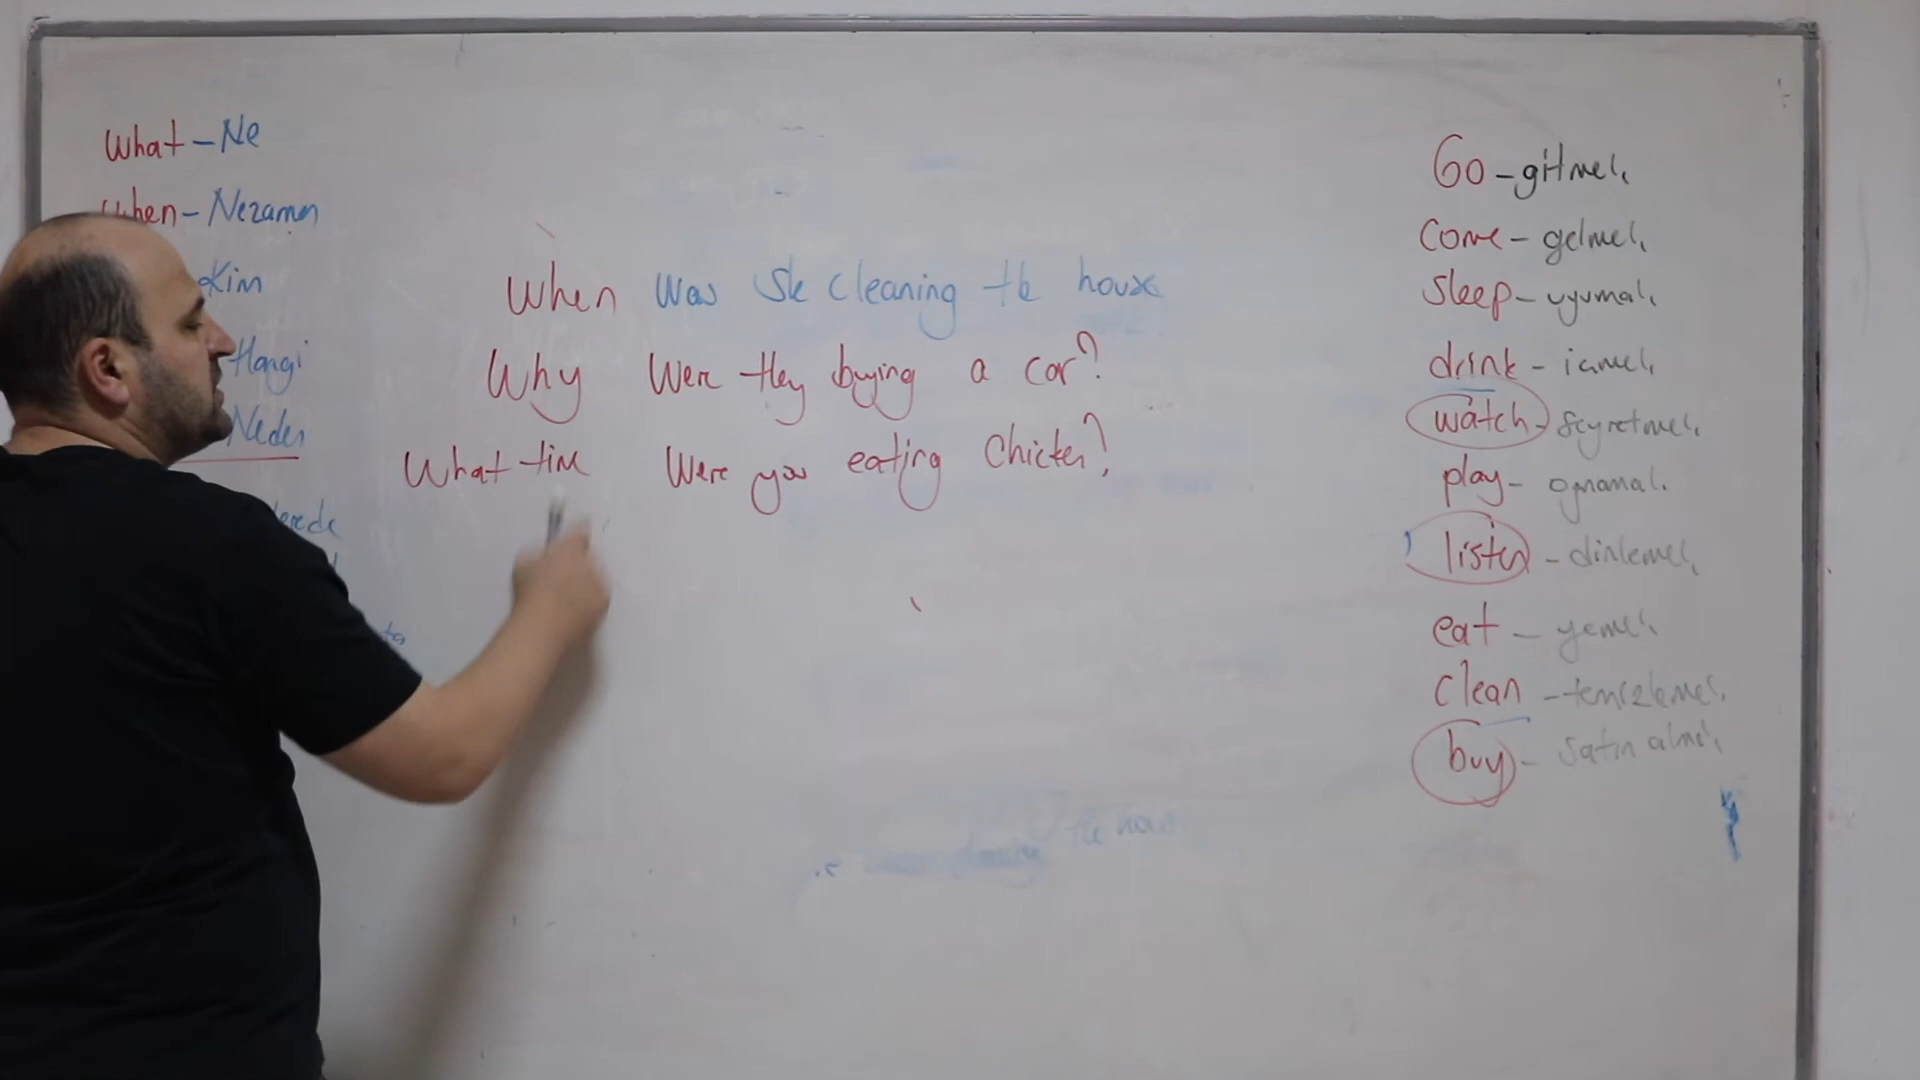 What - Ne
When - Nezaman
Kim
Hangi
Neden
When was she cleaning the house
Why were they buying a car?
What time were you eating chicken?
Go - gitmek
Come - gelmek
Sleep - uyumak
drink - icmek
watch - seyretmek
play - oynamak
listen - dinlemek
eat - yemek
Clean - temizlemek
buy - satin almak